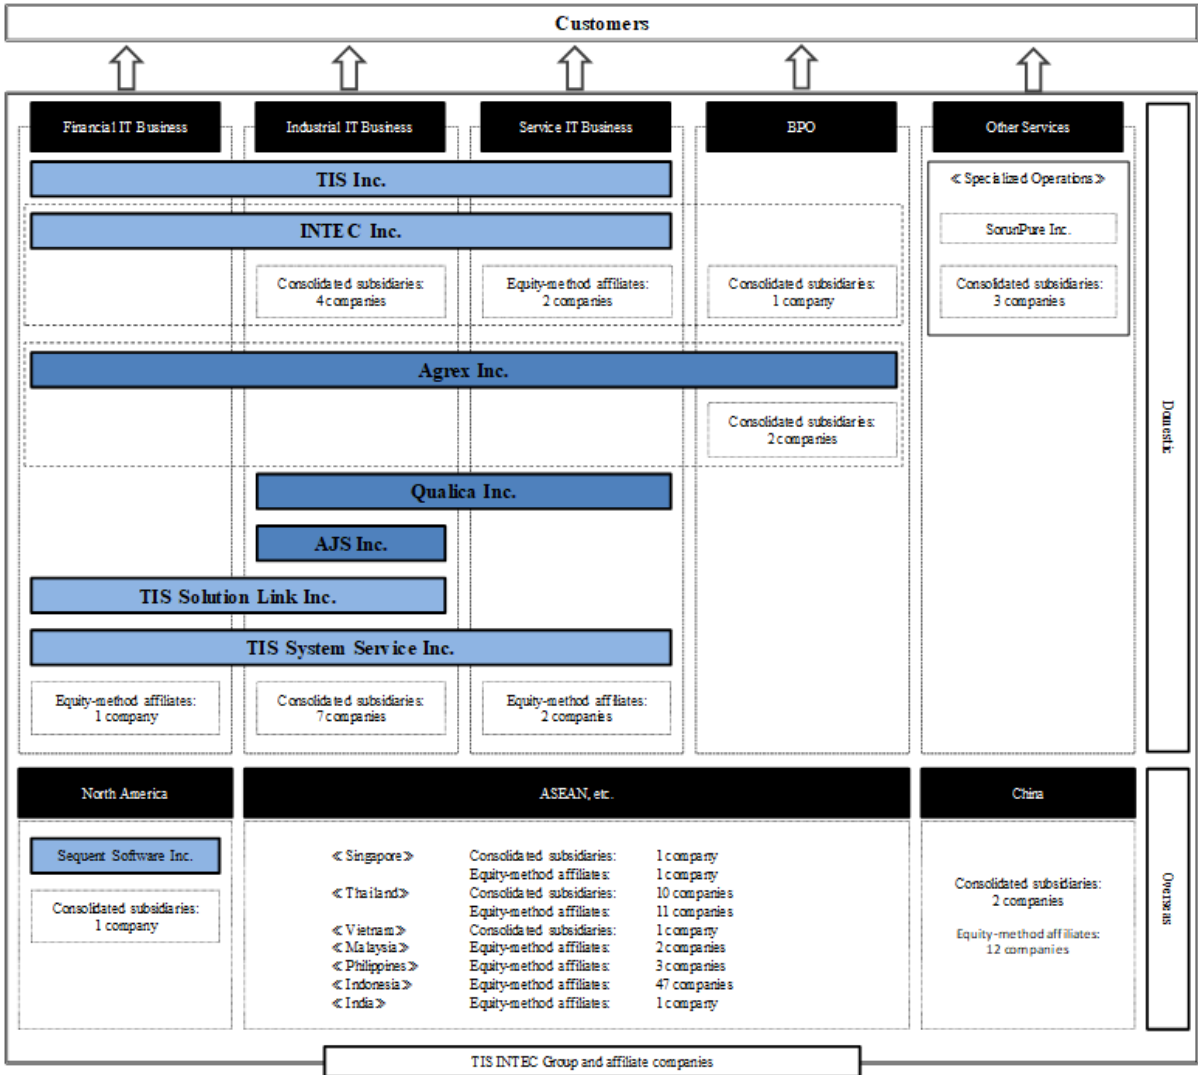 Customers
Financial IT Business
Industrial IT Business
Service IT Business
BPO
Other Services
TIS Inc.
≪Specialized Operations≫
INTEC Inc.
SorunPure Inc.
Consolidated subsidiaries:
4 companies
Equity-method affiliates:
2 companies
Consolidated subsidiaries:
1 company
Consolidated subsidiaries:
3 companies
Agrex Inc.
Consolidated subsidiaries:
2 companies
Qualica Inc.
AJS Inc.
TIS Solution Link Inc.
TIS System Service Inc.
Equity-method affiliates:
1 company
Consolidated subsidiaries:
7 companies
Equity-method affiliates:
2 companies
Domestic
North America
ASEAN, etc.
China
Sequent Software Inc.
Consolidated subsidiaries:
1 company
≪Singapore≫ Consolidated subsidiaries: 1 company
Equity-method affiliates: 1 company
≪Thailand≫ Consolidated subsidiaries: 10 companies
Equity-method affiliates: 11 companies
≪Vietnam≫ Consolidated subsidiaries: 1 company
≪Malaysia≫ Equity-method affiliates: 2 companies
≪Philippines≫ Equity-method affiliates: 3 companies
≪Indonesia≫ Equity-method affiliates: 47 companies
≪India≫ Equity-method affiliates: 1 company
Consolidated subsidiaries:
2 companies
Equity-method affiliates:
12 companies
Overseas
TIS INTEC Group and affiliate companies